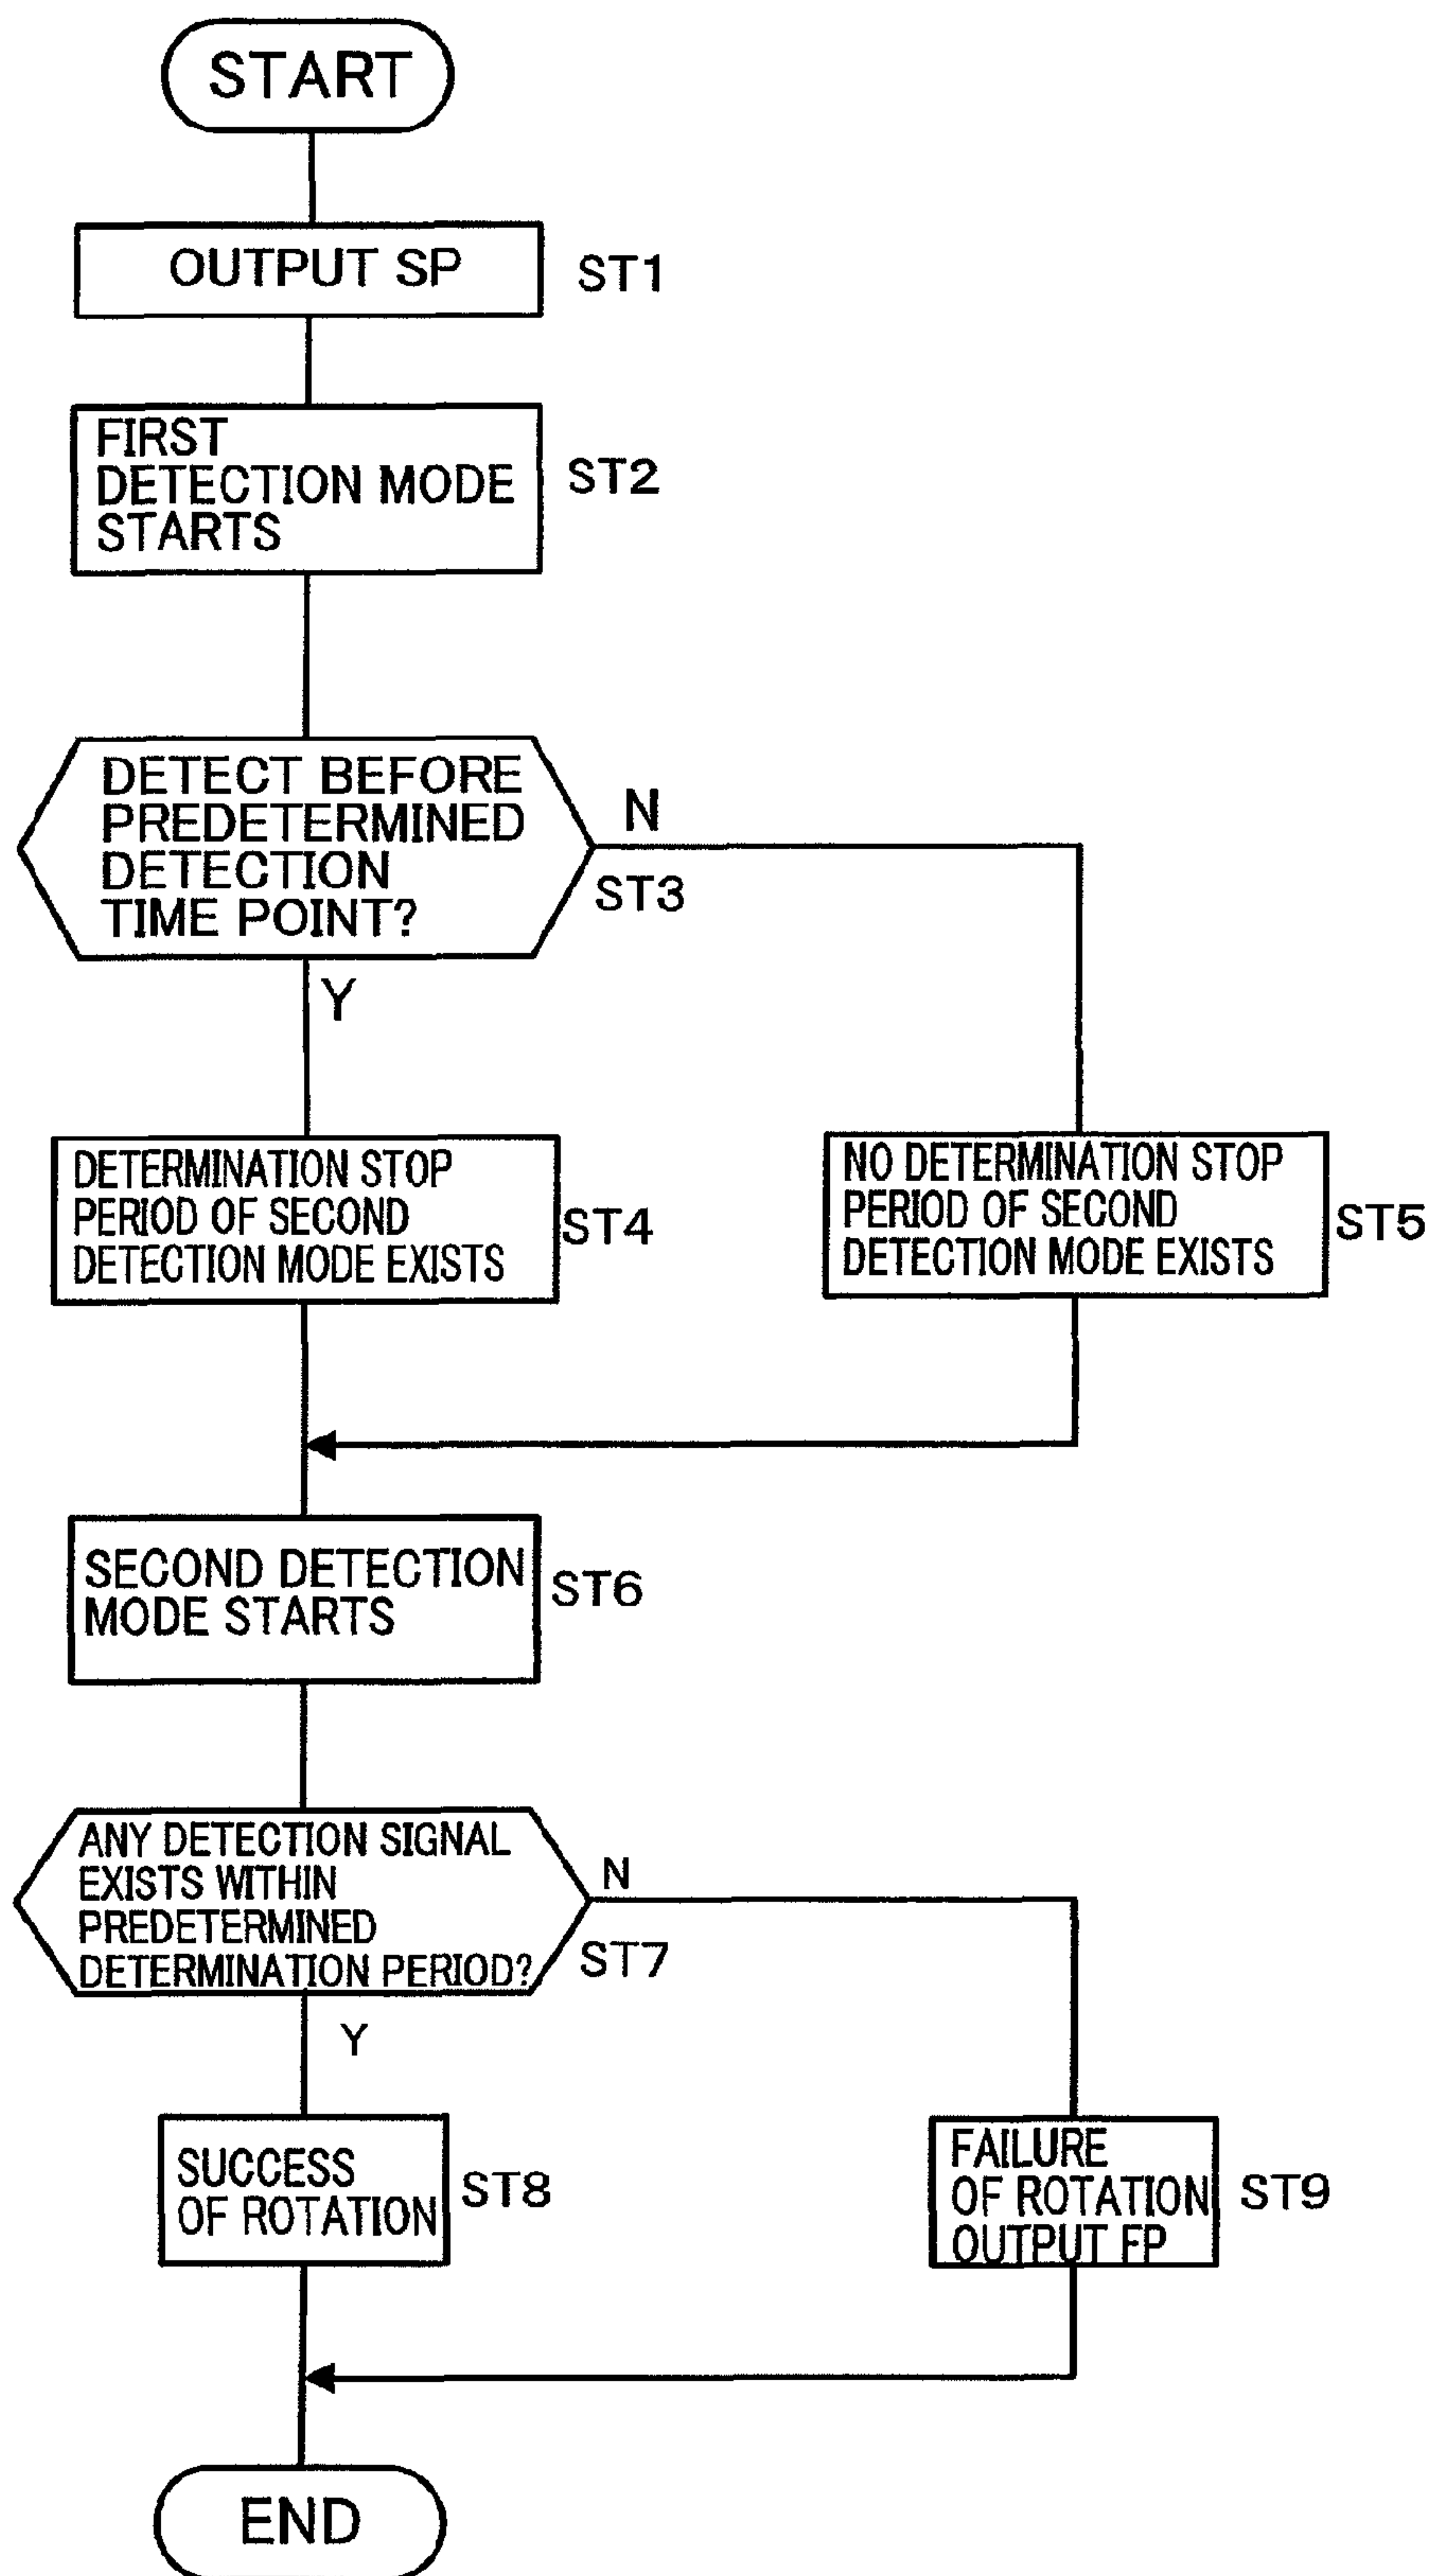 START
OUTPUT SP
ST1
FIRST
DETECTION MODE
STARTS
ST2
DETECT BEFORE
PREDETERMINED
DETECTION
TIME POINT?
N
ST3
Y
DETERMINATION STOP
PERIOD OF SECOND
DETECTION MODE EXISTS
ST4
NO DETERMINATION STOP
PERIOD OF SECOND
DETECTION MODE EXISTS
ST5
SECOND DETECTION
MODE STARTS
ST6
ANY DETECTION SIGNAL
EXISTS WITHIN
PREDETERMINED
DETERMINATION PERIOD?
N
ST7
Y
SUCCESS
OF ROTATION
ST8
FAILURE
OF ROTATION
OUTPUT FP
ST9
END